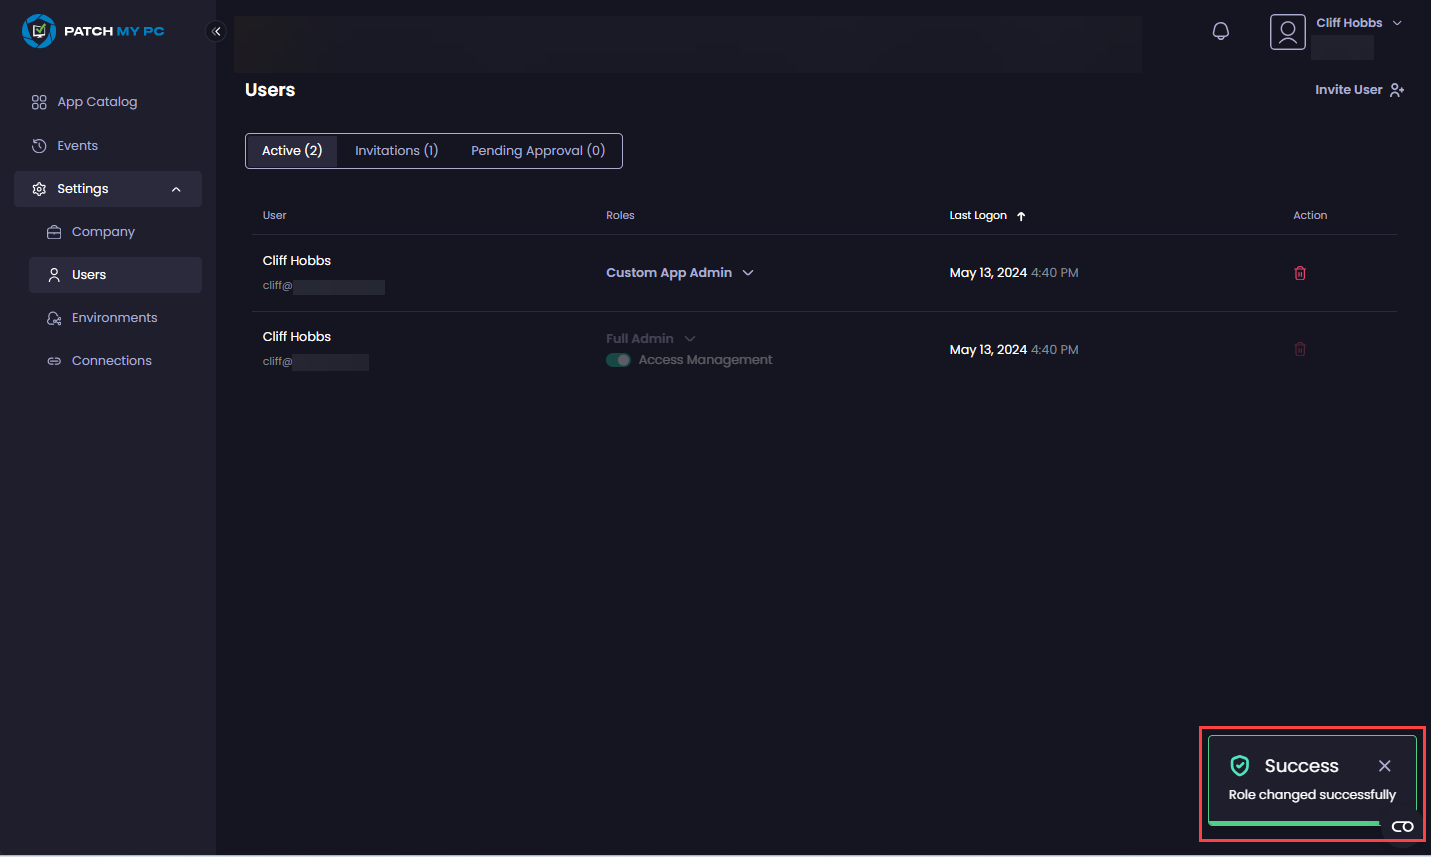 PATCH MY PC
Cliff Hobbs
Users
Invite User
App Catalog
Events
Settings
Company
Users
Environments
Connections
Active (2)
Invitations (1)
Pending Approval (0)
User
Roles
Last Logon
Action
Cliff Hobbs
cliff@
Custom App Admin
May 13, 2024 4:40 PM
Cliff Hobbs
cliff@
Full Admin
Access Management
May 13, 2024 4:40 PM
Success
Role changed successfully